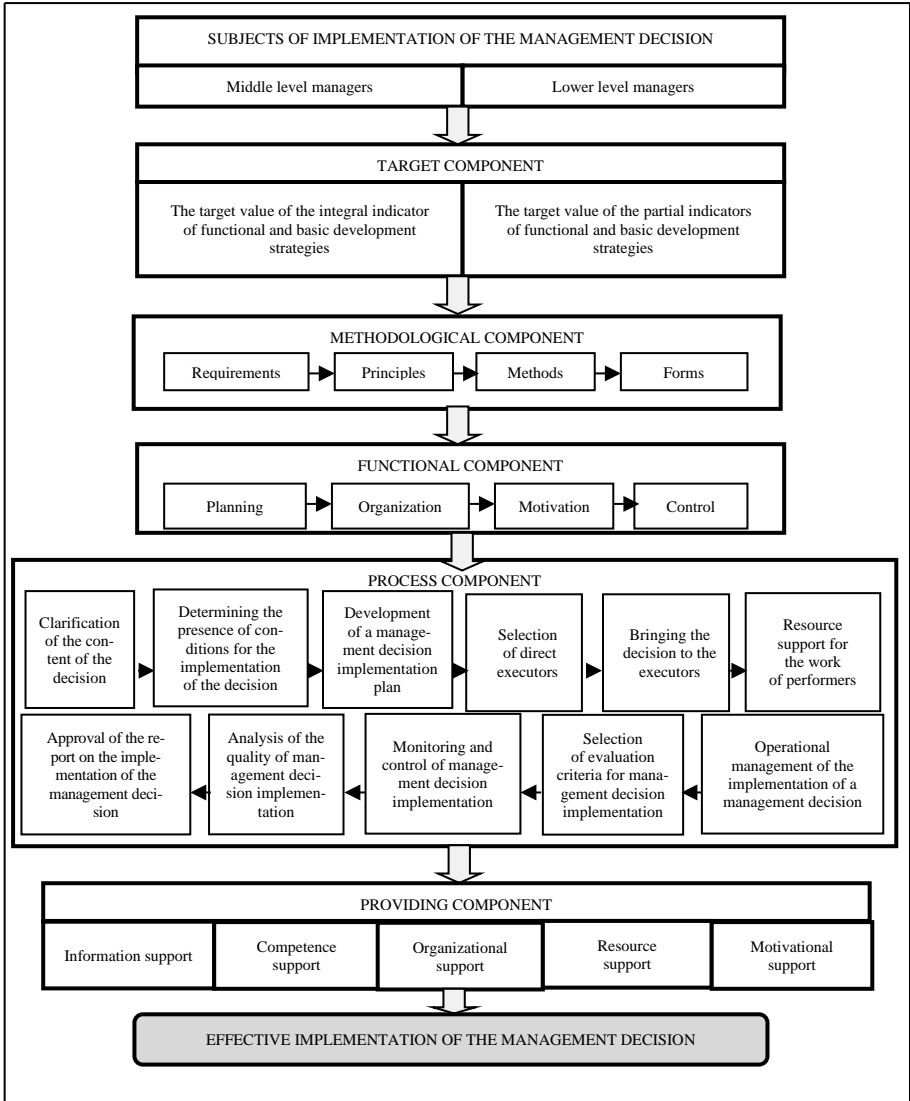 SUBJECTS OF IMPLEMENTATION OF THE MANAGEMENT DECISION
Middle level managers
Lower level managers
TARGET COMPONENT
The target value of the integral indicator
of functional and basic development
strategies
The target value of the partial indicators
of functional and basic development
strategies
METHODOLOGICAL COMPONENT
Requirements
Principles
Methods
Forms
FUNCTIONAL COMPONENT
Planning
Organization
Motivation
Control
PROCESS COMPONENT
Clarification
of the con-
tent of the
decision
Determining the
presence of con-
ditions for the
implementation
of the decision
Development
of a manage-
ment decision
implementation
plan
Selection
of direct
executors
Bringing the
decision to the
executors
Resource
support for
the work
of performers
Approval of the re-
port on the imple-
mentation of the
management deci-
sion
Analysis of the
quality of man-
agement deci-
sion implemen-
tation
Monitoring and
control of manage-
ment decision
implementation
Selection
of evaluation
criteria for manage-
ment decision
implementation
Operational
management of the
implementation of a
management decision
PROVIDING COMPONENT
Information support
Competence
support
Organizational
support
Resource
support
Motivational
support
EFFECTIVE IMPLEMENTATION OF THE MANAGEMENT DECISION